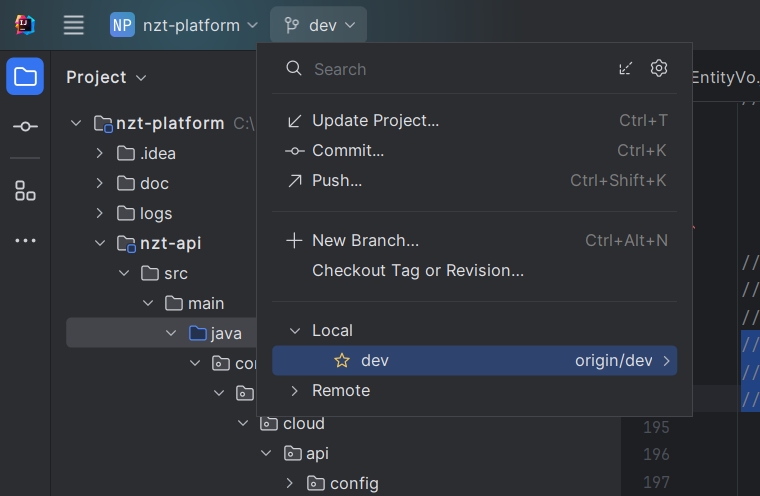 IJ
NP nzt-platform dev
Project
Search
EntityVo.
nzt-platform C:\
Update Project... Ctrl+T
.idea
Commit... Ctrl+K
doc
Push... Ctrl+Shift+K
logs
nzt-api
New Branch... Ctrl+Alt+N
src
Checkout Tag or Revision...
//
main
//
Local
//
java
//
dev origin/dev
//
Remote
//
cloud
195
api
196
config
197